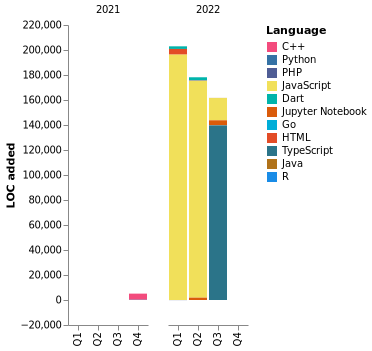 2021
2022
220,000
200,000
180,000
160,000
140,000
120,000
100,000
80,000
60,000
40,000
20,000
0
−20,000
LOC added
Q1
Q2
Q3
Q4
Q1
Q2
Q3
Q4
Language
C++
Python
PHP
JavaScript
Dart
Jupyter Notebook
Go
HTML
TypeScript
Java
R